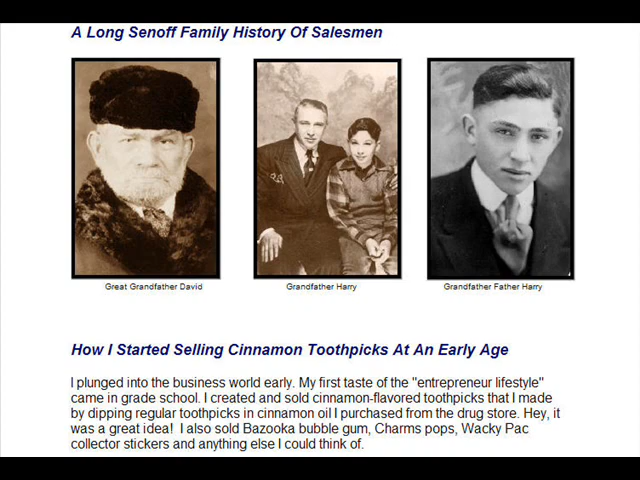 A Long Senoff Family History Of Salesmen
Great Grandfather David
Grandfather Harry
Grandfather Father Harry
How I Started Selling Cinnamon Toothpicks At An Early Age
I plunged into the business world early. My first taste of the "entrepreneur lifestyle"
came in grade school. I created and sold cinnamon-flavored toothpicks that I made
by dipping regular toothpicks in cinnamon oil I purchased from the drug store. Hey, it
was a great idea!  I also sold Bazooka bubble gum, Charms pops, Wacky Pac
collector stickers and anything else I could think of.